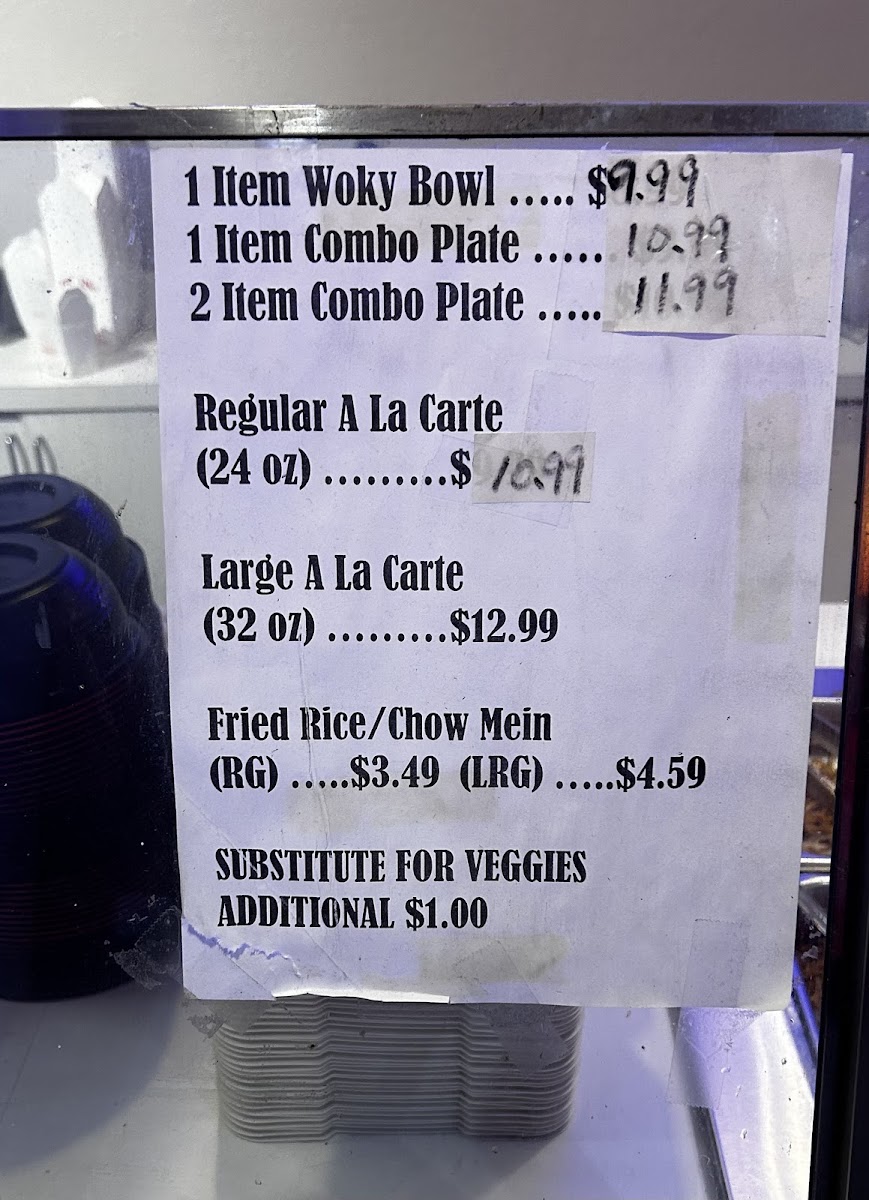 1 Item Woky Bowl ..... $9.99
1 Item Combo Plate ...... 10.99
2 Item Combo Plate ..... 11.99
Regular A La Carte
(24 oz) .........$ 10.99
Large A La Carte
(32 oz) .........$12.99
Fried Rice/Chow Mein
(RG) .....$3.49 (LRG) .....$4.59
SUBSTITUTE FOR VEGGIES
ADDITIONAL $1.00